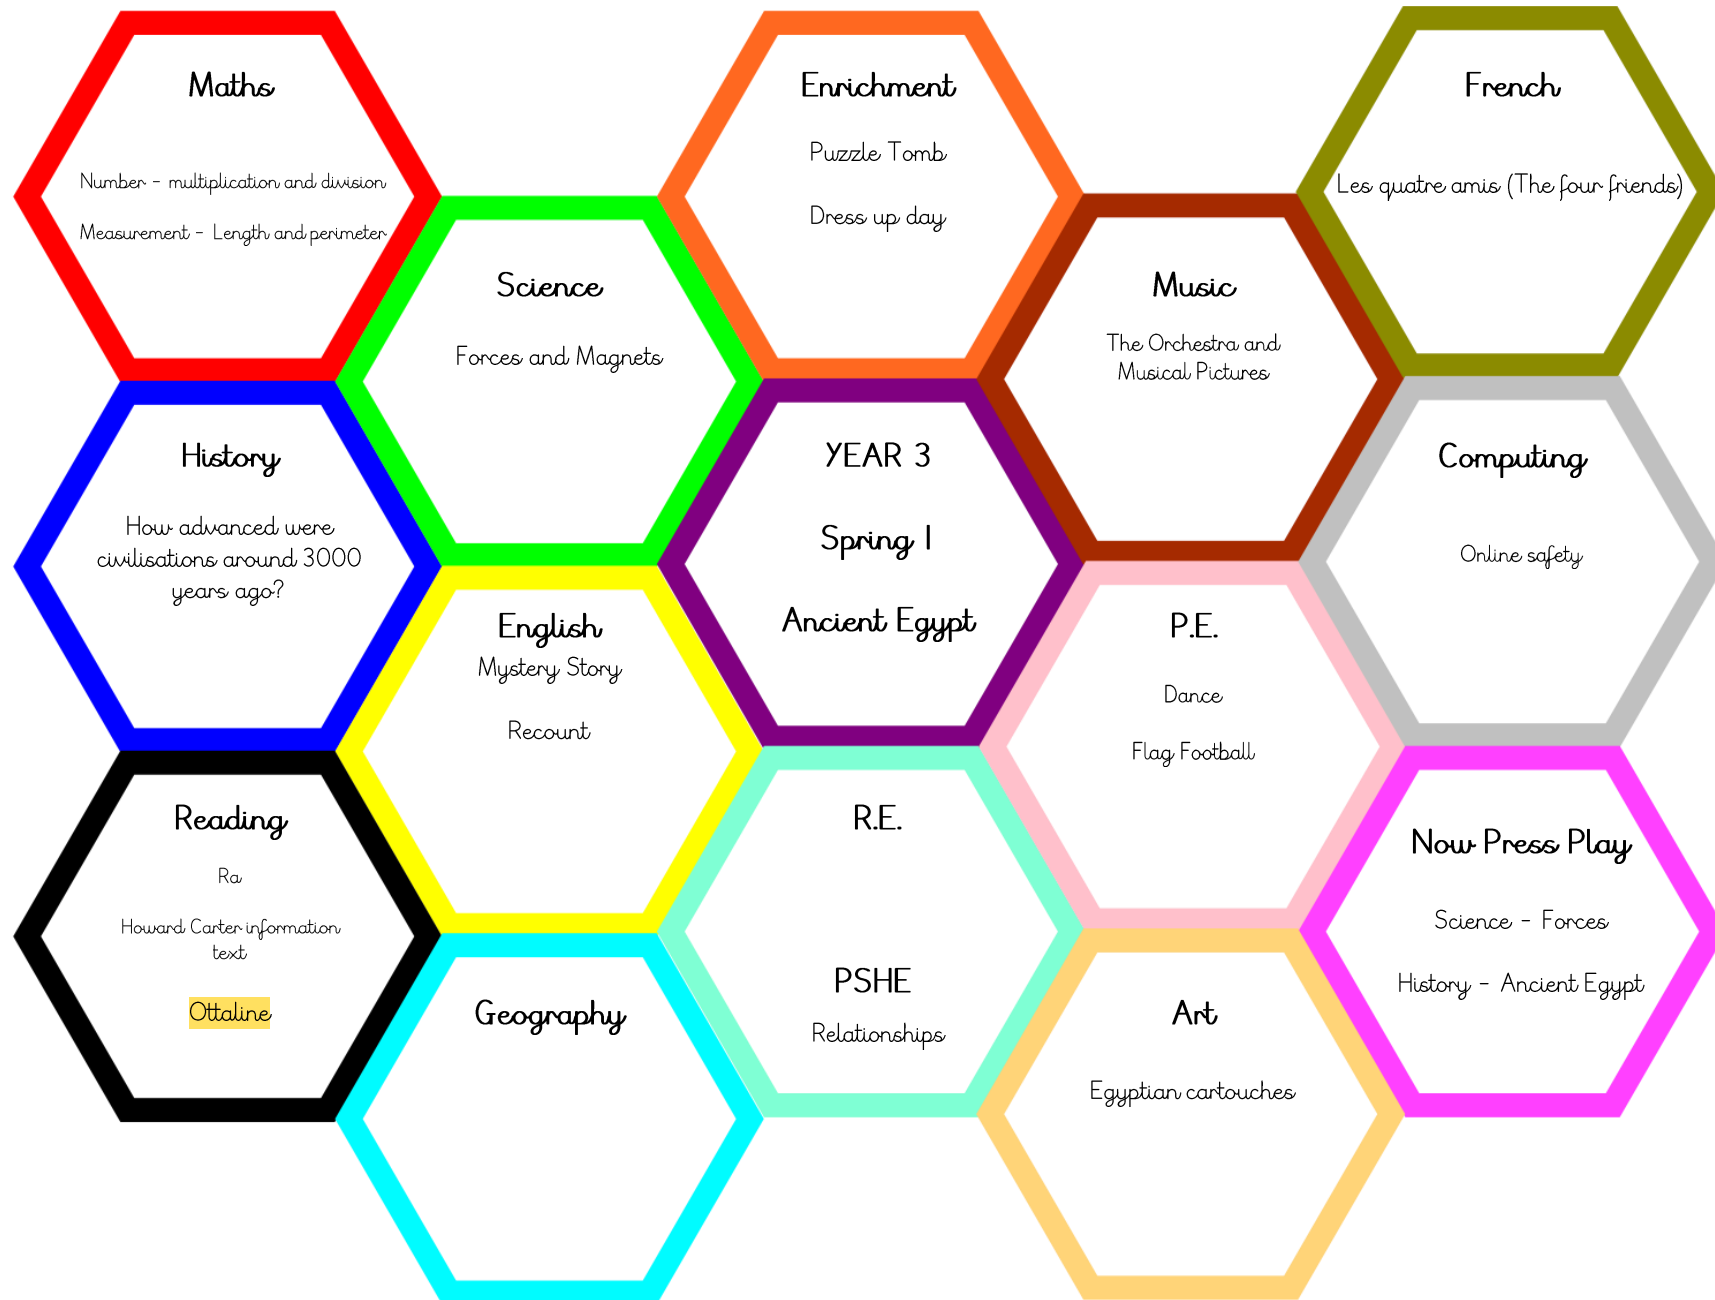 Maths
Number - multiplication and division
Measurement - Length and perimeter
Enrichment
Puzzle Tomb
Dress up day
French
Les quatre amis (The four friends)
Science
Forces and Magnets
Music
The Orchestra and
Musical Pictures
History
How advanced were
civilisations around 3000
years ago?
YEAR 3
Spring 1
Ancient Egypt
Computing
Online safety
English
Mystery Story
Recount
P.E.
Dance
Flag Football
Reading
Ra
Howard Carter information
text
Ottaline
R.E.
PSHE
Relationships
Now Press Play
Science - Forces
History - Ancient Egypt
Geography
Art
Egyptian cartouches